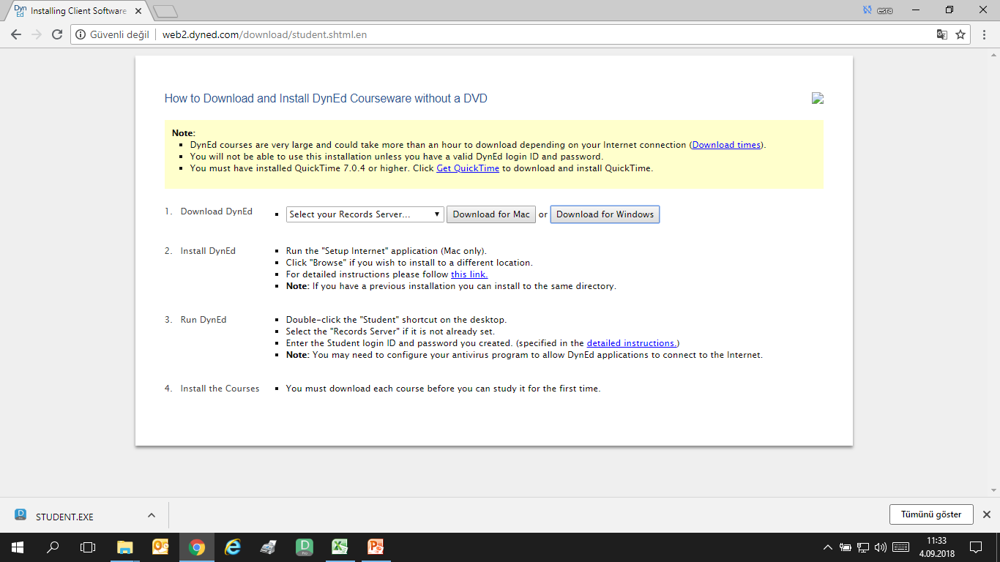 Dyn
Ed
Installing Client Software
esra
Güvenli değil
web2.dyned.com/download/student.shtml.en
How to Download and Install DynEd Courseware without a DVD
Note:
DynEd courses are very large and could take more than an hour to download depending on your Internet connection (Download times).
You will not be able to use this installation unless you have a valid DynEd login ID and password.
You must have installed QuickTime 7.0.4 or higher. Click Get QuickTime to download and install QuickTime.
1. Download DynEd
Select your Records Server... Download for Mac or Download for Windows
2. Install DynEd
Run the "Setup Internet" application (Mac only).
Click "Browse" if you wish to install to a different location.
For detailed instructions please follow this link.
Note: If you have a previous installation you can install to the same directory.
3. Run DynEd
Double-click the "Student" shortcut on the desktop.
Select the "Records Server" if it is not already set.
Enter the Student login ID and password you created. (specified in the detailed instructions.)
Note: You may need to configure your antivirus program to allow DynEd applications to connect to the Internet.
4. Install the Courses
You must download each course before you can study it for the first time.
STUDENT.EXE
Tümünü göster
11:33
4.09.2018